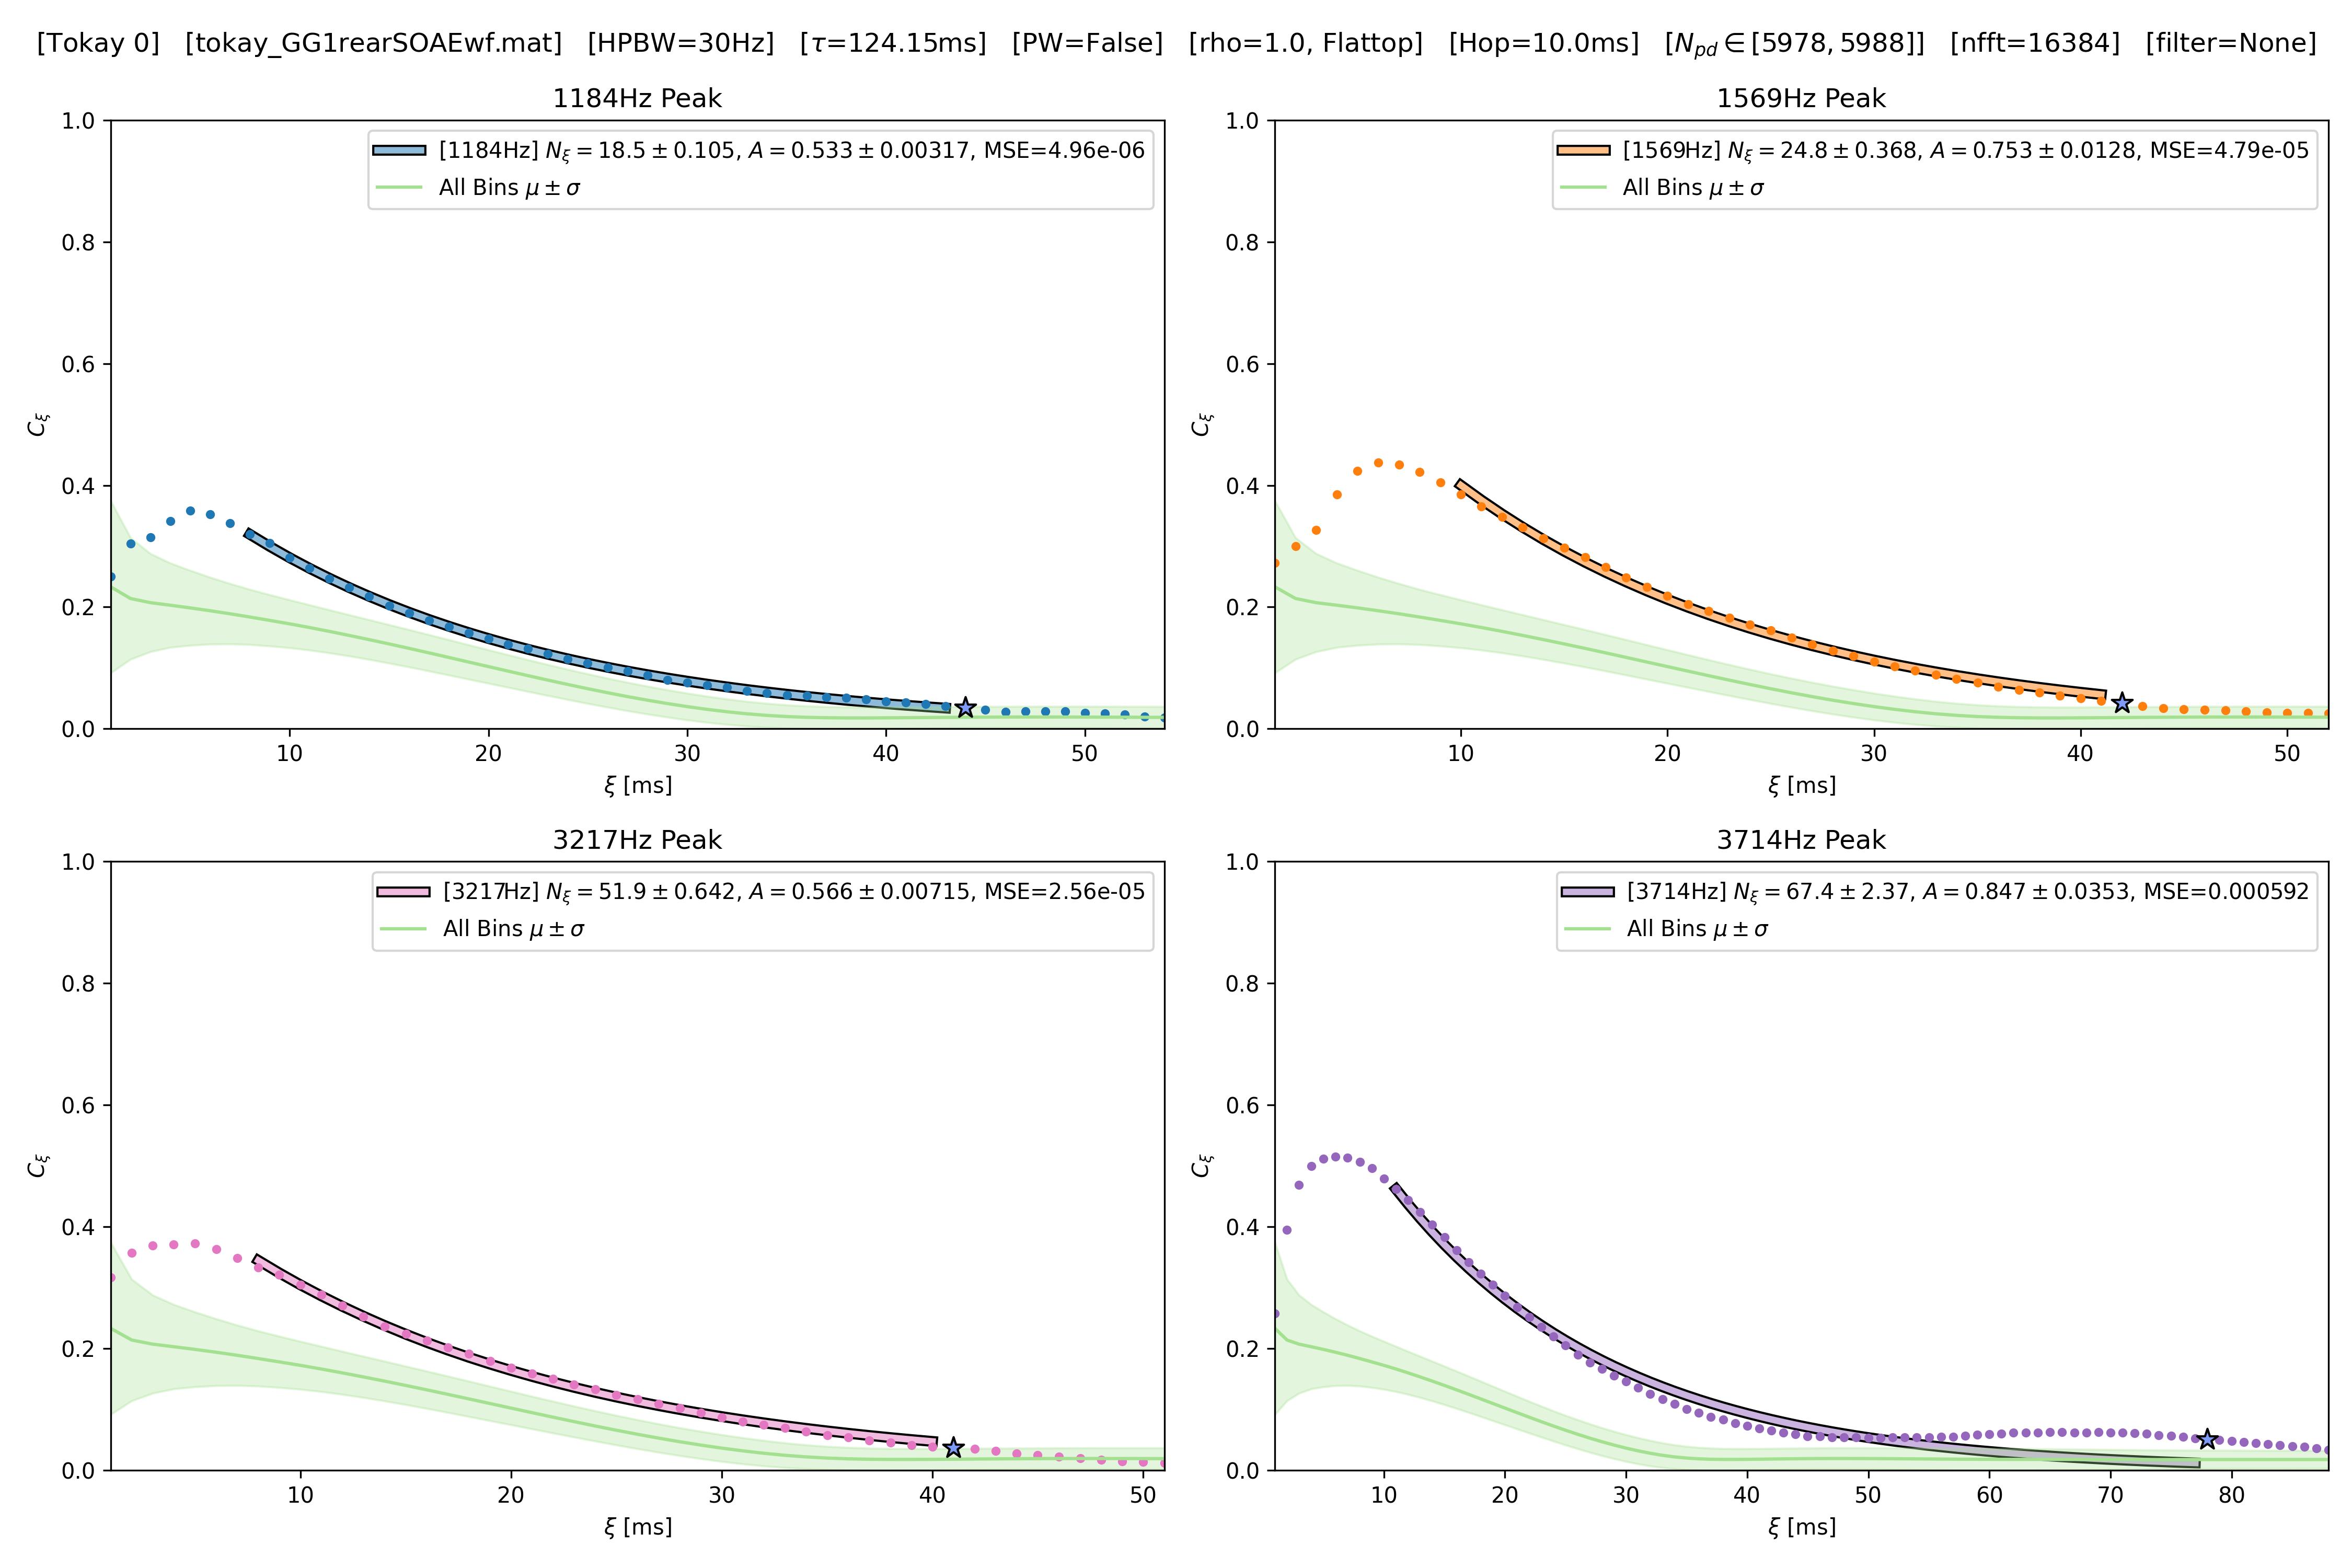 [Tokay 0] [tokay_GG1rearSOAEwf.mat] [HPBW=30Hz] [τ=124.15ms] [PW=False] [rho=1.0, Flattop] [Hop=10.0ms] [N_pd ∈ [5978, 5988]] [nfft=16384] [filter=None]
1184Hz Peak
[1184Hz] N_ξ = 18.5 ± 0.105, A = 0.533 ± 0.00317, MSE=4.96e-06
All Bins μ ± σ
1.0
0.8
0.6
0.4
0.2
0.0
C_ξ
10 20 30 40 50
ξ [ms]
1569Hz Peak
[1569Hz] N_ξ = 24.8 ± 0.368, A = 0.753 ± 0.0128, MSE=4.79e-05
All Bins μ ± σ
1.0
0.8
0.6
0.4
0.2
0.0
C_ξ
10 20 30 40 50
ξ [ms]
3217Hz Peak
[3217Hz] N_ξ = 51.9 ± 0.642, A = 0.566 ± 0.00715, MSE=2.56e-05
All Bins μ ± σ
1.0
0.8
0.6
0.4
0.2
0.0
C_ξ
10 20 30 40 50
ξ [ms]
3714Hz Peak
[3714Hz] N_ξ = 67.4 ± 2.37, A = 0.847 ± 0.0353, MSE=0.000592
All Bins μ ± σ
1.0
0.8
0.6
0.4
0.2
0.0
C_ξ
10 20 30 40 50 60 70 80
ξ [ms]